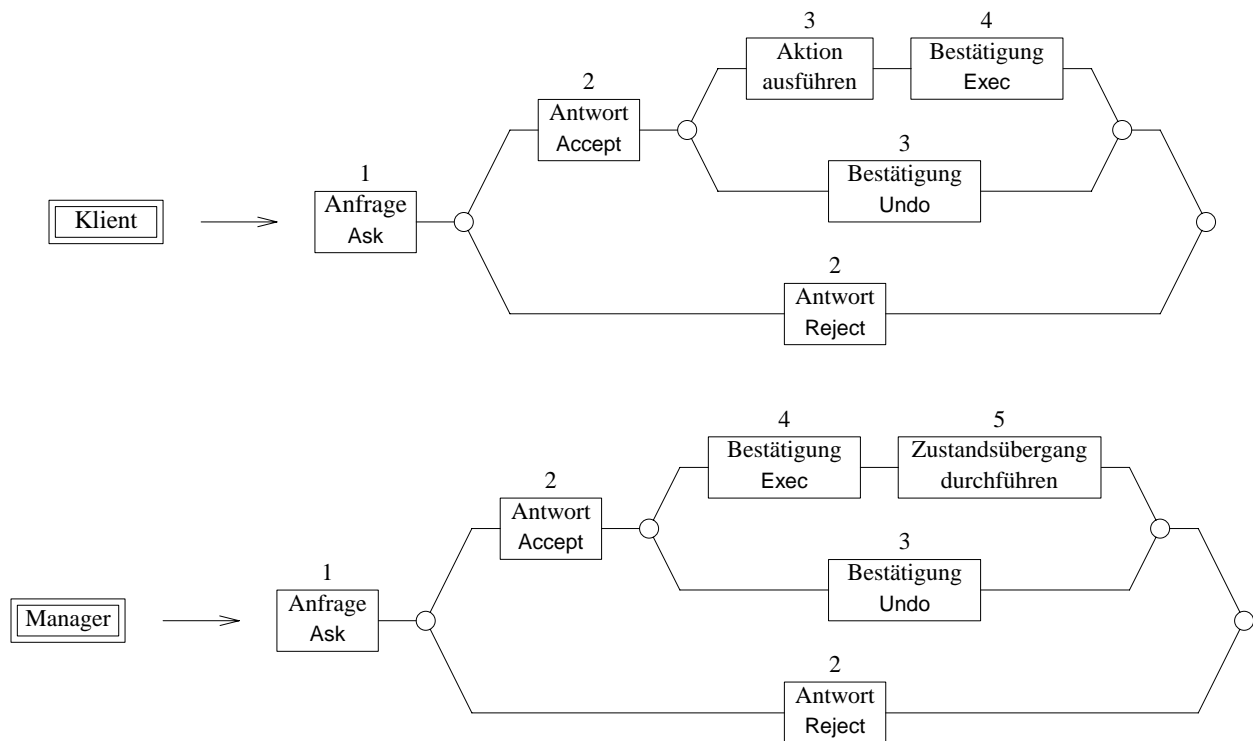 3
4
Aktion
ausführen
Bestätigung
Exec
2
Antwort
Accept
3
Bestätigung
Undo
1
Klient
Anfrage
Ask
2
Antwort
Reject
4
5
Bestätigung
Exec
Zustandsübergang
durchführen
2
Antwort
Accept
3
Bestätigung
Undo
1
Manager
Anfrage
Ask
2
Antwort
Reject